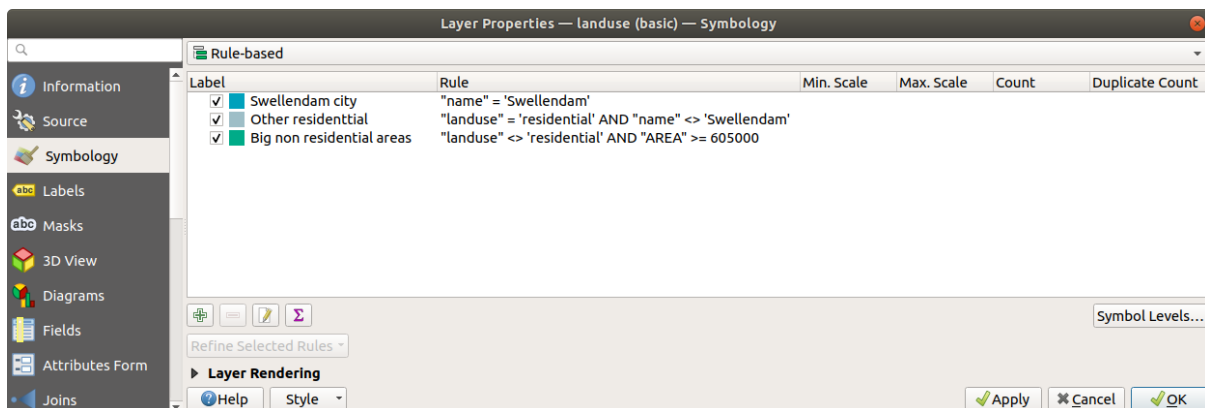 Layer Properties — landuse (basic) — Symbology
Information
Source
Symbology
abc Labels
abc Masks
3D View
Diagrams
Fields
Attributes Form
Joins
Rule-based
Label Rule Min. Scale Max. Scale Count Duplicate Count
Swellendam city "name" = 'Swellendam'
Other residenttial "landuse" = 'residential' AND "name" <> 'Swellendam'
Big non residential areas "landuse" <> 'residential' AND "AREA" >= 605000
Σ Symbol Levels...
Refine Selected Rules
Layer Rendering
Help Style Apply Cancel OK